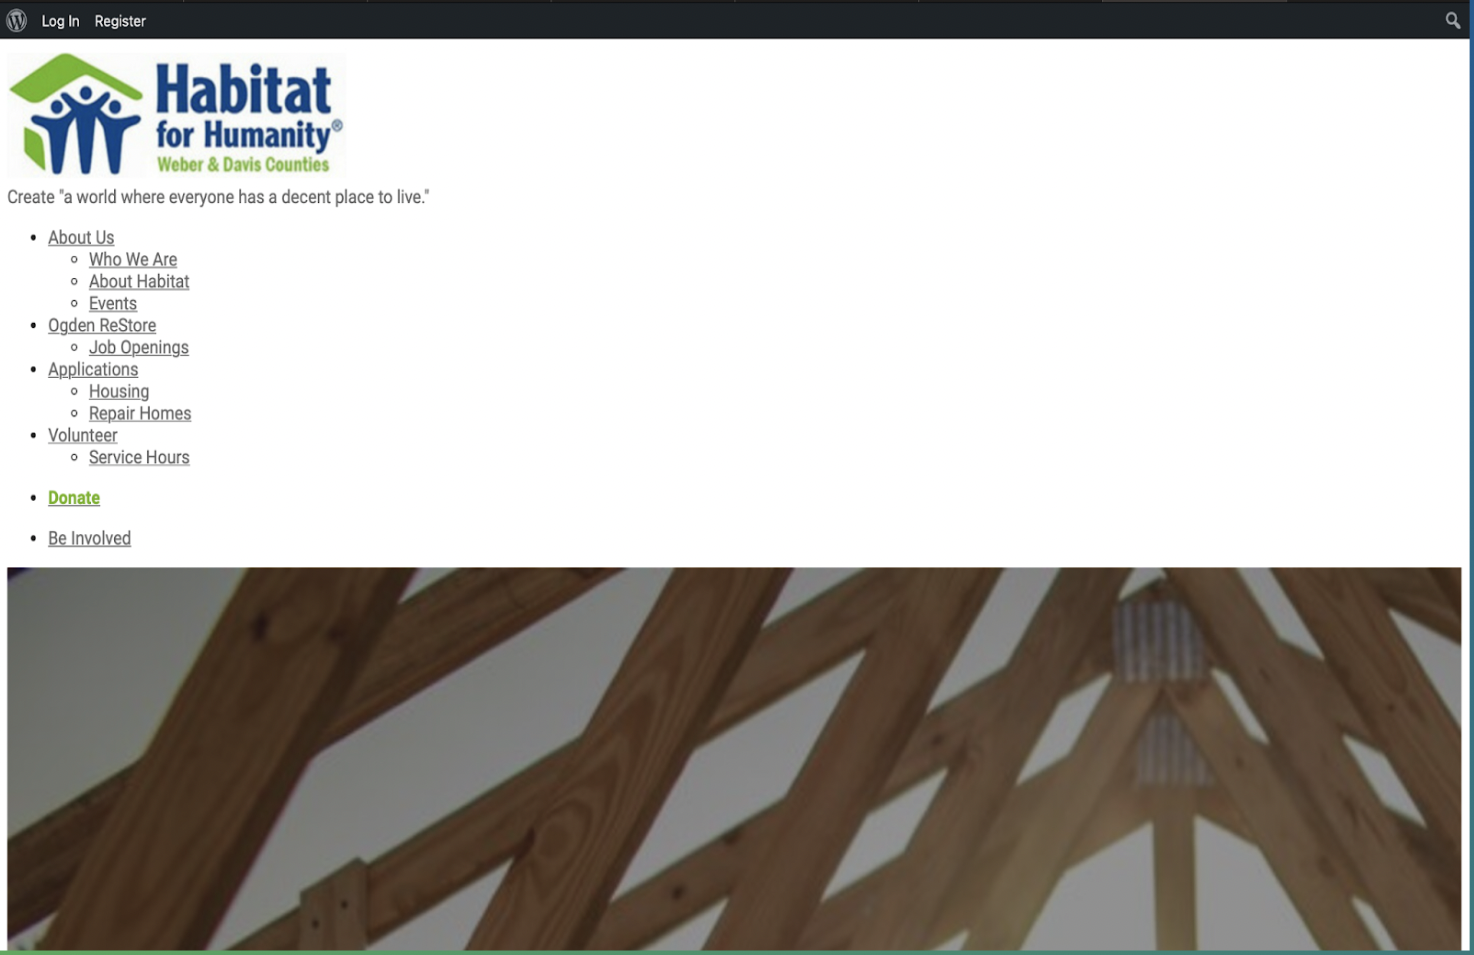 Log In Register
Habitat
for Humanity®
Weber & Davis Counties
Create "a world where everyone has a decent place to live."
About Us
Who We Are
About Habitat
Events
Ogden ReStore
Job Openings
Applications
Housing
Repair Homes
Volunteer
Service Hours
Donate
Be Involved